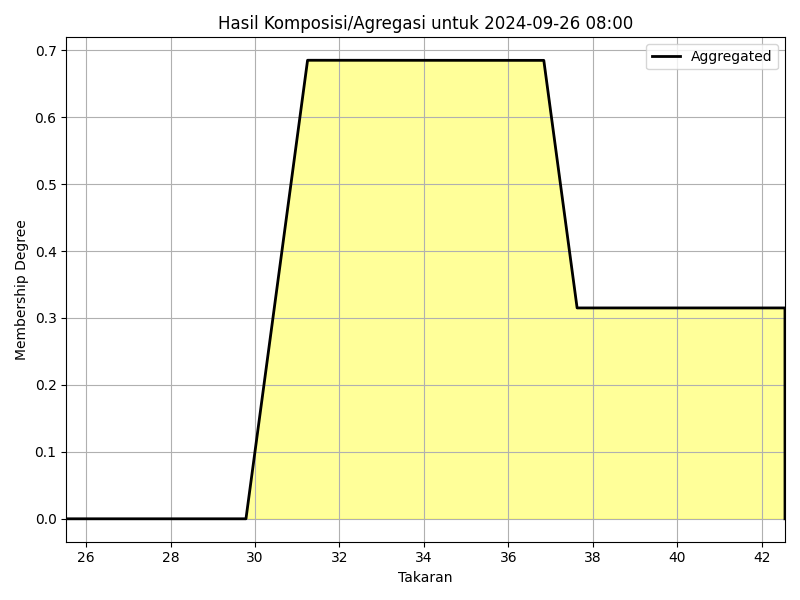 Hasil Komposisi/Agregasi untuk 2024-09-26 08:00
Aggregated
0.7
0.6
0.5
0.4
0.3
0.2
0.1
0.0
Membership Degree
26 28 30 32 34 36 38 40 42
Takaran